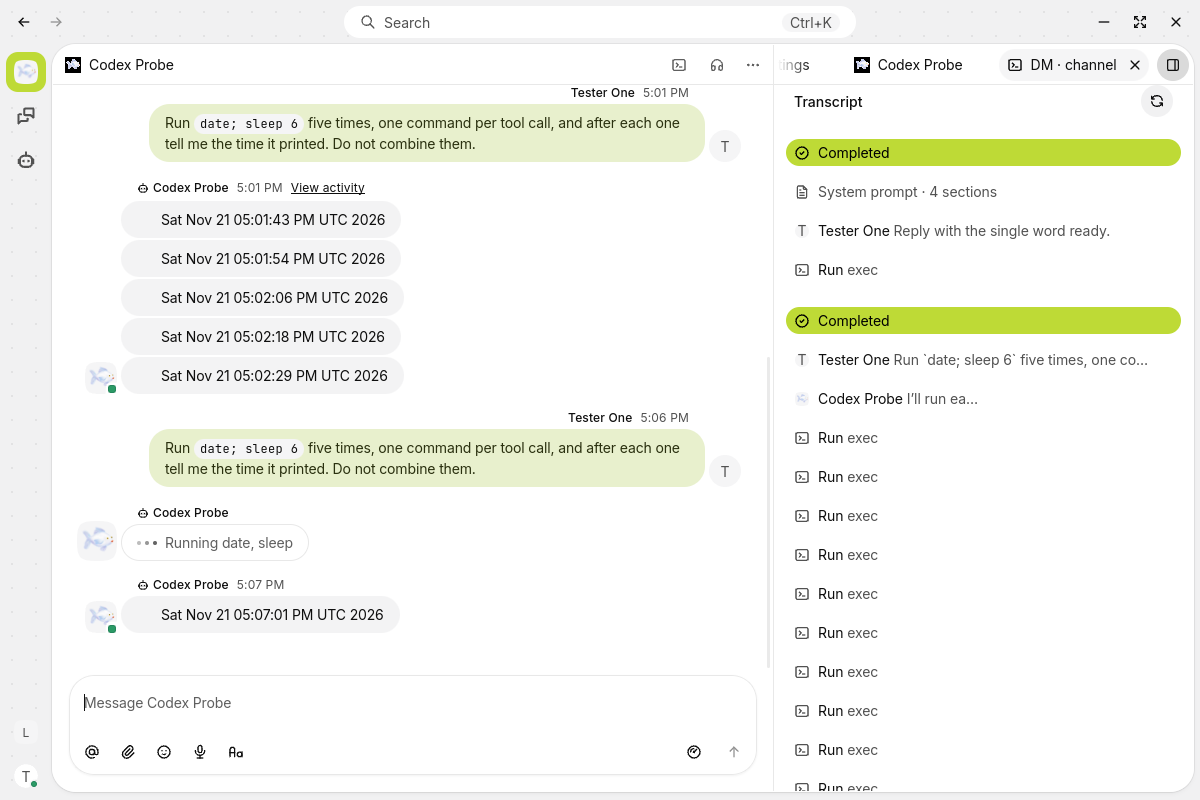 Search
Ctrl+K
Codex Probe
Tester One 5:01 PM
Run date; sleep 6 five times, one command per tool call, and after each one
tell me the time it printed. Do not combine them.
T
Codex Probe 5:01 PM View activity
Sat Nov 21 05:01:43 PM UTC 2026
Sat Nov 21 05:01:54 PM UTC 2026
Sat Nov 21 05:02:06 PM UTC 2026
Sat Nov 21 05:02:18 PM UTC 2026
Sat Nov 21 05:02:29 PM UTC 2026
Tester One 5:06 PM
Run date; sleep 6 five times, one command per tool call, and after each one
tell me the time it printed. Do not combine them.
T
Codex Probe
Running date, sleep
Codex Probe 5:07 PM
Sat Nov 21 05:07:01 PM UTC 2026
Message Codex Probe
Aa
L
T
ings
Codex Probe
DM · channel
Transcript
Completed
System prompt · 4 sections
T Tester One Reply with the single word ready.
Run exec
Completed
T Tester One Run `date; sleep 6` five times, one co...
Codex Probe I'll run ea...
Run exec
Run exec
Run exec
Run exec
Run exec
Run exec
Run exec
Run exec
Run exec
Run exec